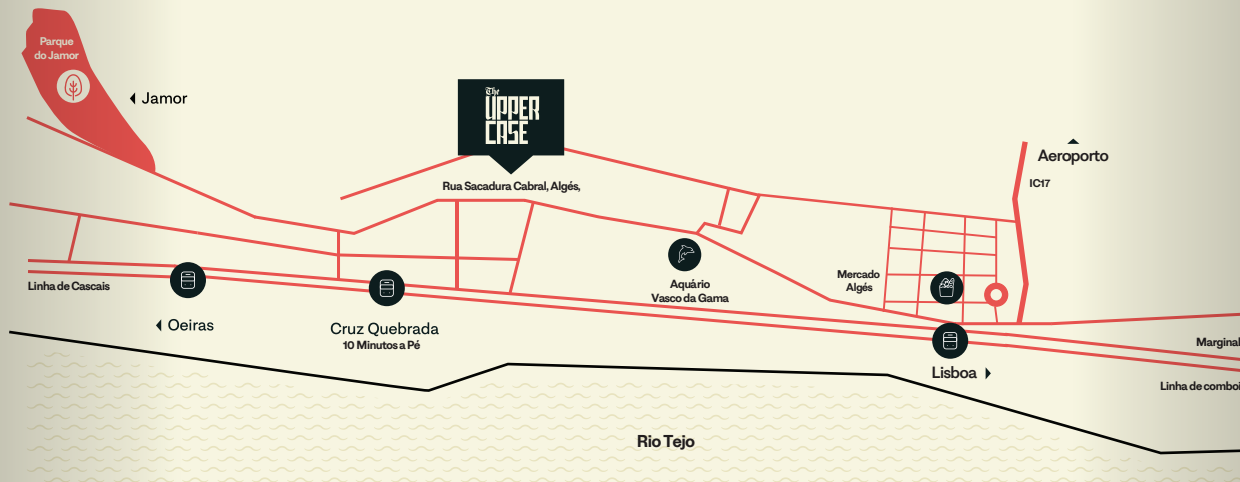 Parque
do Jamor
Jamor
The
UPPER
CASE
Rua Sacadura Cabral, Algés,
Aeroporto
IC17
Linha de Cascais
Oeiras
Cruz Quebrada
10 Minutos a Pé
Aquário
Vasco da Gama
Mercado
Algés
Lisboa
Marginal
Linha de comboi
Rio Tejo